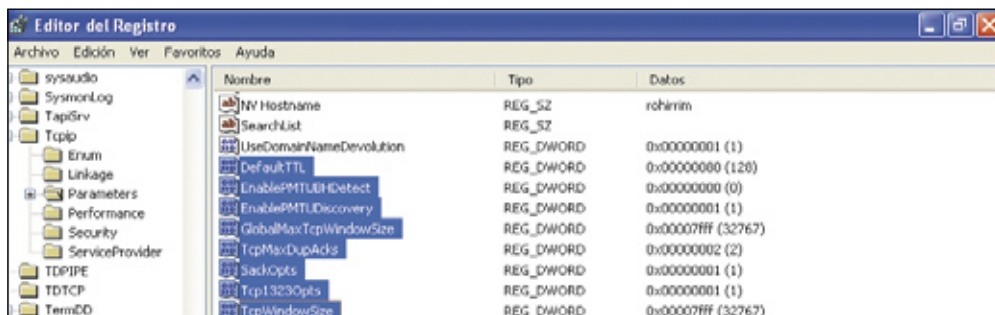 Editor del Registro
Archivo Edición Ver Favoritos Ayuda
sysaudio
SysmonLog
TapiSrv
Tcpip
Enum
Linkage
Parameters
Performance
Security
ServiceProvider
TDPIPE
TDTCP
TermDD
Nombre Tipo Datos
NV Hostname REG_SZ rohirrim
SearchList REG_SZ
UseDomainNameDevolution REG_DWORD 0x00000001 (1)
DefaultTTL REG_DWORD 0x00000080 (128)
EnablePMTUBHDetect REG_DWORD 0x00000000 (0)
EnablePMTUDiscovery REG_DWORD 0x00000001 (1)
GlobalMaxTcpWindowSize REG_DWORD 0x00007fff (32767)
TcpMaxDupAcks REG_DWORD 0x00000002 (2)
SackOpts REG_DWORD 0x00000001 (1)
Tcp1323Opts REG_DWORD 0x00000001 (1)
TcpWindowSize REG_DWORD 0x00007fff (32767)